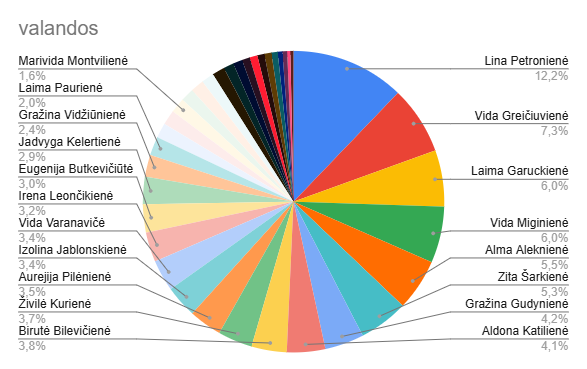 valandos
Marivida Montvilienė
1,6%
Laima Paurienė
2,0%
Gražina Vidžiūnienė
2,4%
Jadvyga Kelertienė
2,9%
Eugenija Butkevičiūtė
3,0%
Irena Leončikienė
3,2%
Vida Varanavičė
3,4%
Izolina Jablonskienė
3,4%
Aurejija Pilėnienė
3,5%
Živilė Kurienė
3,7%
Birutė Bilevičienė
3,8%
Lina Petronienė
12,2%
Vida Greičiuvienė
7,3%
Laima Garuckienė
6,0%
Vida Miginienė
6,0%
Alma Aleknienė
5,5%
Zita Šarkienė
5,3%
Gražina Gudynienė
4,2%
Aldona Katilienė
4,1%